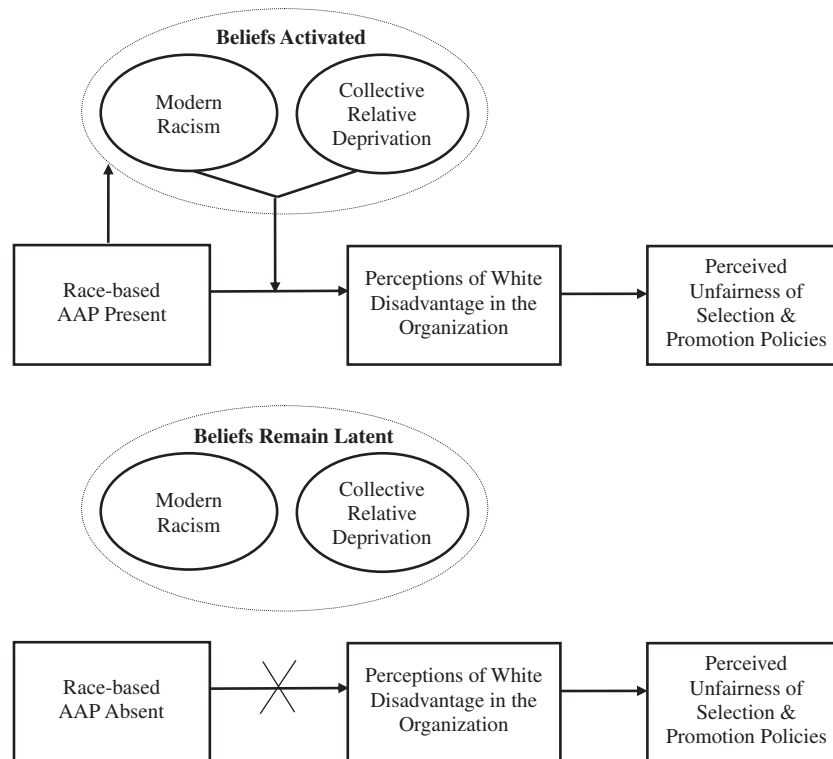 Beliefs Activated
Modern
Racism
Collective
Relative
Deprivation
Race-based
AAP Present
Perceptions of White
Disadvantage in the
Organization
Perceived
Unfairness of
Selection &
Promotion Policies
Beliefs Remain Latent
Modern
Racism
Collective
Relative
Deprivation
Race-based
AAP Absent
Perceptions of White
Disadvantage in the
Organization
Perceived
Unfairness of
Selection &
Promotion Policies